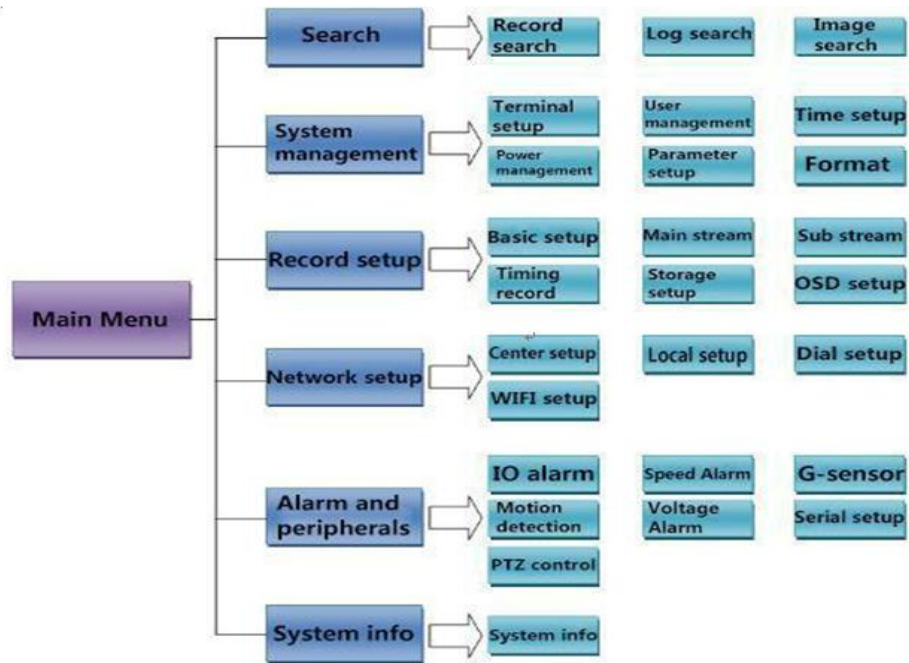 Main Menu
Search
Record
search
Log search
Image
search
System
management
Terminal
setup
User
management
Time setup
Power
management
Parameter
setup
Format
Record setup
Basic setup
Main stream
Sub stream
Timing
record
Storage
setup
OSD setup
Network setup
Center setup
Local setup
Dial setup
WIFI setup
Alarm and
peripherals
IO alarm
Speed Alarm
G-sensor
Motion
detection
Voltage
Alarm
Serial setup
PTZ control
System info
System info